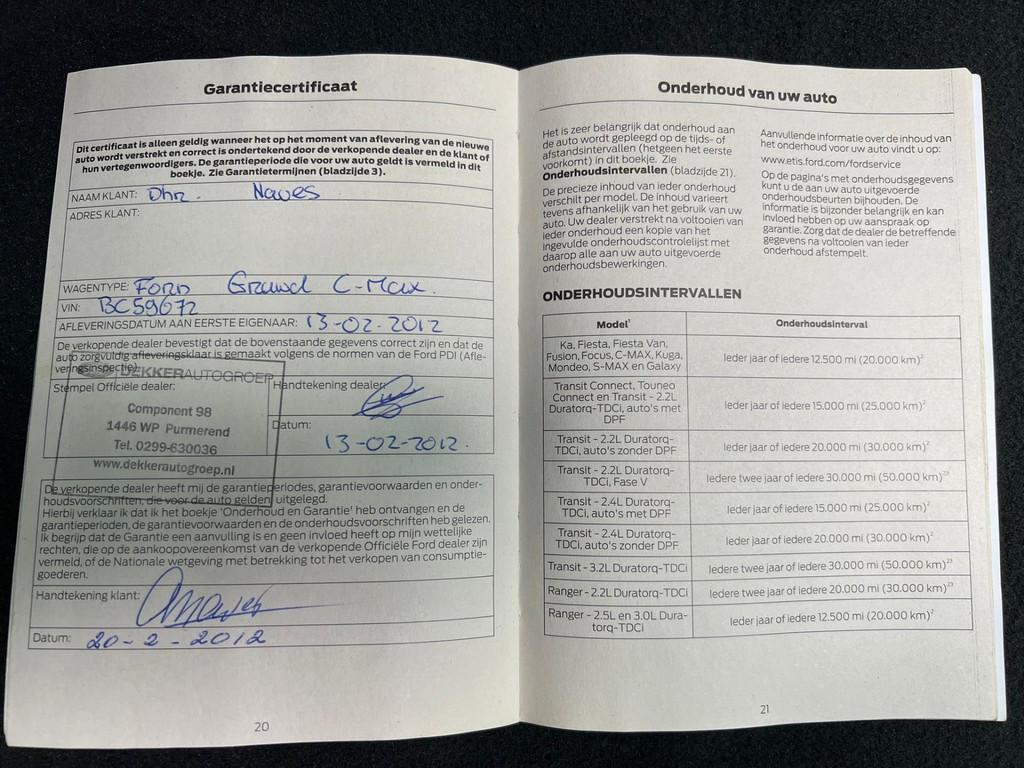 Garantiecertificaat
Dit certificaat is alleen geldig wanneer het op het moment van aflevering van de nieuwe
auto wordt verstrekt en correct is ondertekend door de verkopende dealer en de klant of
hun vertegenwoordigers. De garantieperiode die voor uw auto geldt is vermeld in dit
boekje. Zie Garantietermijnen (bladzijde 3).
NAAM KLANT: Dhr. Naves
ADRES KLANT:
WAGENTYPE: FORD Grand C-Max.
VIN: BC59672
AFLEVERINGSDATUM AAN EERSTE EIGENAAR: 13-02-2012
De verkopende dealer bevestigt dat de bovenstaande gegevens correct zijn en dat de
auto zorgvuldig afleveringsklaar is gemaakt volgens de normen van de Ford PDI (Afle-
veringsinspectie).
DEKKERAUTOGROEP
Stempel Officiële dealer:
Handtekening dealer:
Component 98
1446 WP Purmerend
Tel. 0299-630036
www.dekkerautogroep.nl
Datum:
13-02-2012.
De verkopende dealer heeft mij de garantieperiodes, garantievoorwaarden en onder-
houdsvoorschriften, die voor de auto gelden, uitgelegd.
Hierbij verklaar ik dat ik het boekje 'Onderhoud en Garantie' heb ontvangen en de
garantieperioden, de garantievoorwaarden en de onderhoudsvoorschriften heb gelezen.
Ik begrijp dat de Garantie een aanvulling is en geen invloed heeft op mijn wettelijke
rechten, die op de aankoopovereenkomst van de verkopende Officiële Ford dealer zijn
vermeld, of de Nationale wetgeving met betrekking tot het verkopen van consumptie-
goederen.
Handtekening klant:
Datum: 20-2-2012
20
Onderhoud van uw auto
Het is zeer belangrijk dat onderhoud aan
de auto wordt gepleegd op de tijds- of
afstandsintervallen (hetgeen het eerste
voorkomt) in dit boekje. Zie
Onderhoudsintervallen (bladzijde 21).
De precieze inhoud van ieder onderhoud
verschilt per model. De inhoud varieert
tevens afhankelijk van het gebruik van uw
auto. Uw dealer verstrekt na voltooien van
ieder onderhoud een kopie van het
ingevulde onderhoudscontrolelijst met
daarop alle aan uw auto uitgevoerde
onderhoudsbewerkingen.
Aanvullende informatie over de inhoud van
het onderhoud voor uw auto vindt u op:
www.etis.ford.com/fordservice
Op de pagina's met onderhoudsgegevens
kunt u de aan uw auto uitgevoerde
onderhoudsbeurten bijhouden. De
informatie is bijzonder belangrijk en kan
invloed hebben op uw aanspraak op
garantie. Zorg dat de dealer de betreffende
gegevens na voltooien van ieder
onderhoud afstempelt.
ONDERHOUDSINTERVALLEN
Model¹ Onderhoudsinterval
Ka, Fiesta, Fiesta Van,
Fusion, Focus, C-MAX, Kuga,
Mondeo, S-MAX en Galaxy
Ieder jaar of iedere 12.500 mi (20.000 km)²
Transit Connect, Touneo
Connect en Transit - 2.2L
Duratorq-TDCi, auto's met
DPF
Ieder jaar of iedere 15.000 mi (25.000 km)²
Transit - 2.2L Duratorq-
TDCi, auto's zonder DPF
Ieder jaar of iedere 20.000 mi (30.000 km)²
Transit - 2.2L Duratorq-
TDCi, Fase V
Iedere twee jaar of iedere 30.000 mi (50.000 km)²³
Transit - 2.4L Duratorq-
TDCi, auto's met DPF
Ieder jaar of iedere 15.000 mi (25.000 km)²
Transit - 2.4L Duratorq-
TDCi, auto's zonder DPF
Ieder jaar of iedere 20.000 mi (30.000 km)²
Transit - 3.2L Duratorq-TDCi Iedere twee jaar of iedere 30.000 mi (50.000 km)²³
Ranger - 2.2L Duratorq-TDCi Iedere twee jaar of iedere 20.000 mi (30.000 km)²³
Ranger - 2.5L en 3.0L Dura-
torq-TDCi
Ieder jaar of iedere 12.500 mi (20.000 km)²
21